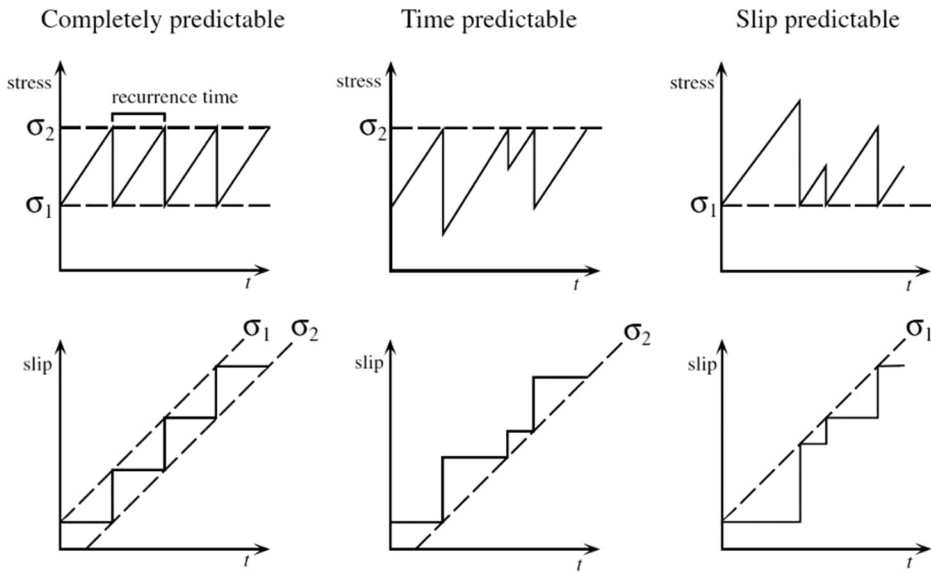 Completely predictable
Time predictable
Slip predictable
stress
recurrence time
σ2
σ1
t
stress
σ2
t
stress
σ1
t
σ1 σ2
slip
t
σ2
slip
t
σ1
slip
t